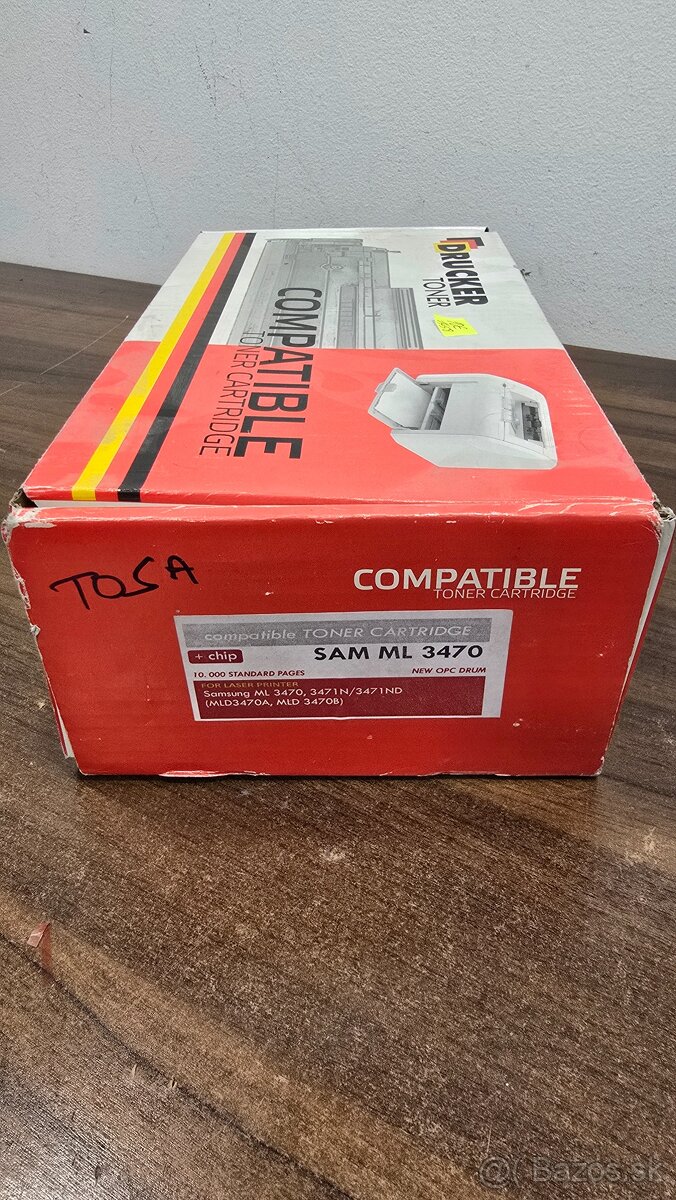 DRUCKER
TONER
COMPATIBLE
TONER CARTRIDGE
TOSA
COMPATIBLE
TONER CARTRIDGE
compatible TONER CARTRIDGE
+ chip
SAM ML 3470
10. 000 STANDARD PAGES
NEW OPC DRUM
FOR LASER PRINTER
Samsung ML 3470, 3471N/3471ND
(MLD3470A, MLD 3470B)
Bazos.sk